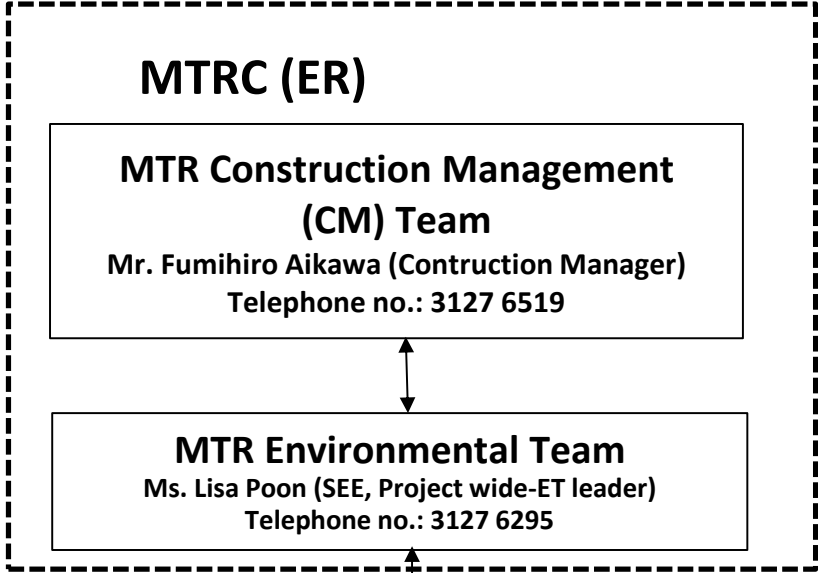 MTRC (ER)
MTR Construction Management
(CM) Team
Mr. Fumihiro Aikawa (Contruction Manager)
Telephone no.: 3127 6519
MTR Environmental Team
Ms. Lisa Poon (SEE, Project wide-ET leader)
Telephone no.: 3127 6295